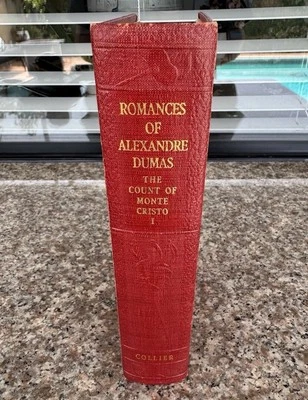 ROMANCES
OF
ALEXANDRE
DUMAS
THE
COUNT OF
MONTE
CRISTO
I
COLLIER